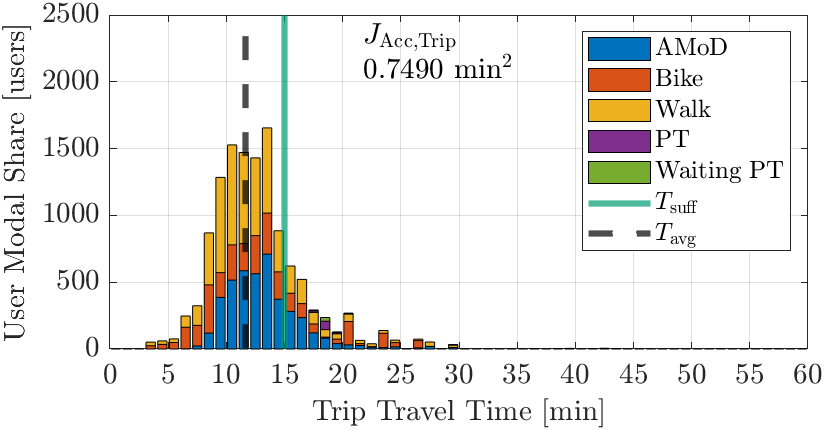 2500
2000
1500
1000
500
0
User Modal Share [users]
J_Acc,Trip
0.7490 min²
AMoD
Bike
Walk
PT
Waiting PT
T_suff
T_avg
0 5 10 15 20 25 30 35 40 45 50 55 60
Trip Travel Time [min]